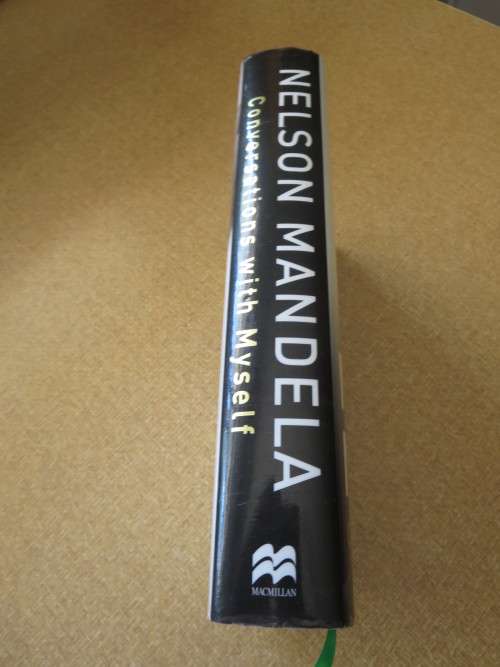 NELSON MANDELA
Conversations with Myself
MACMILLAN